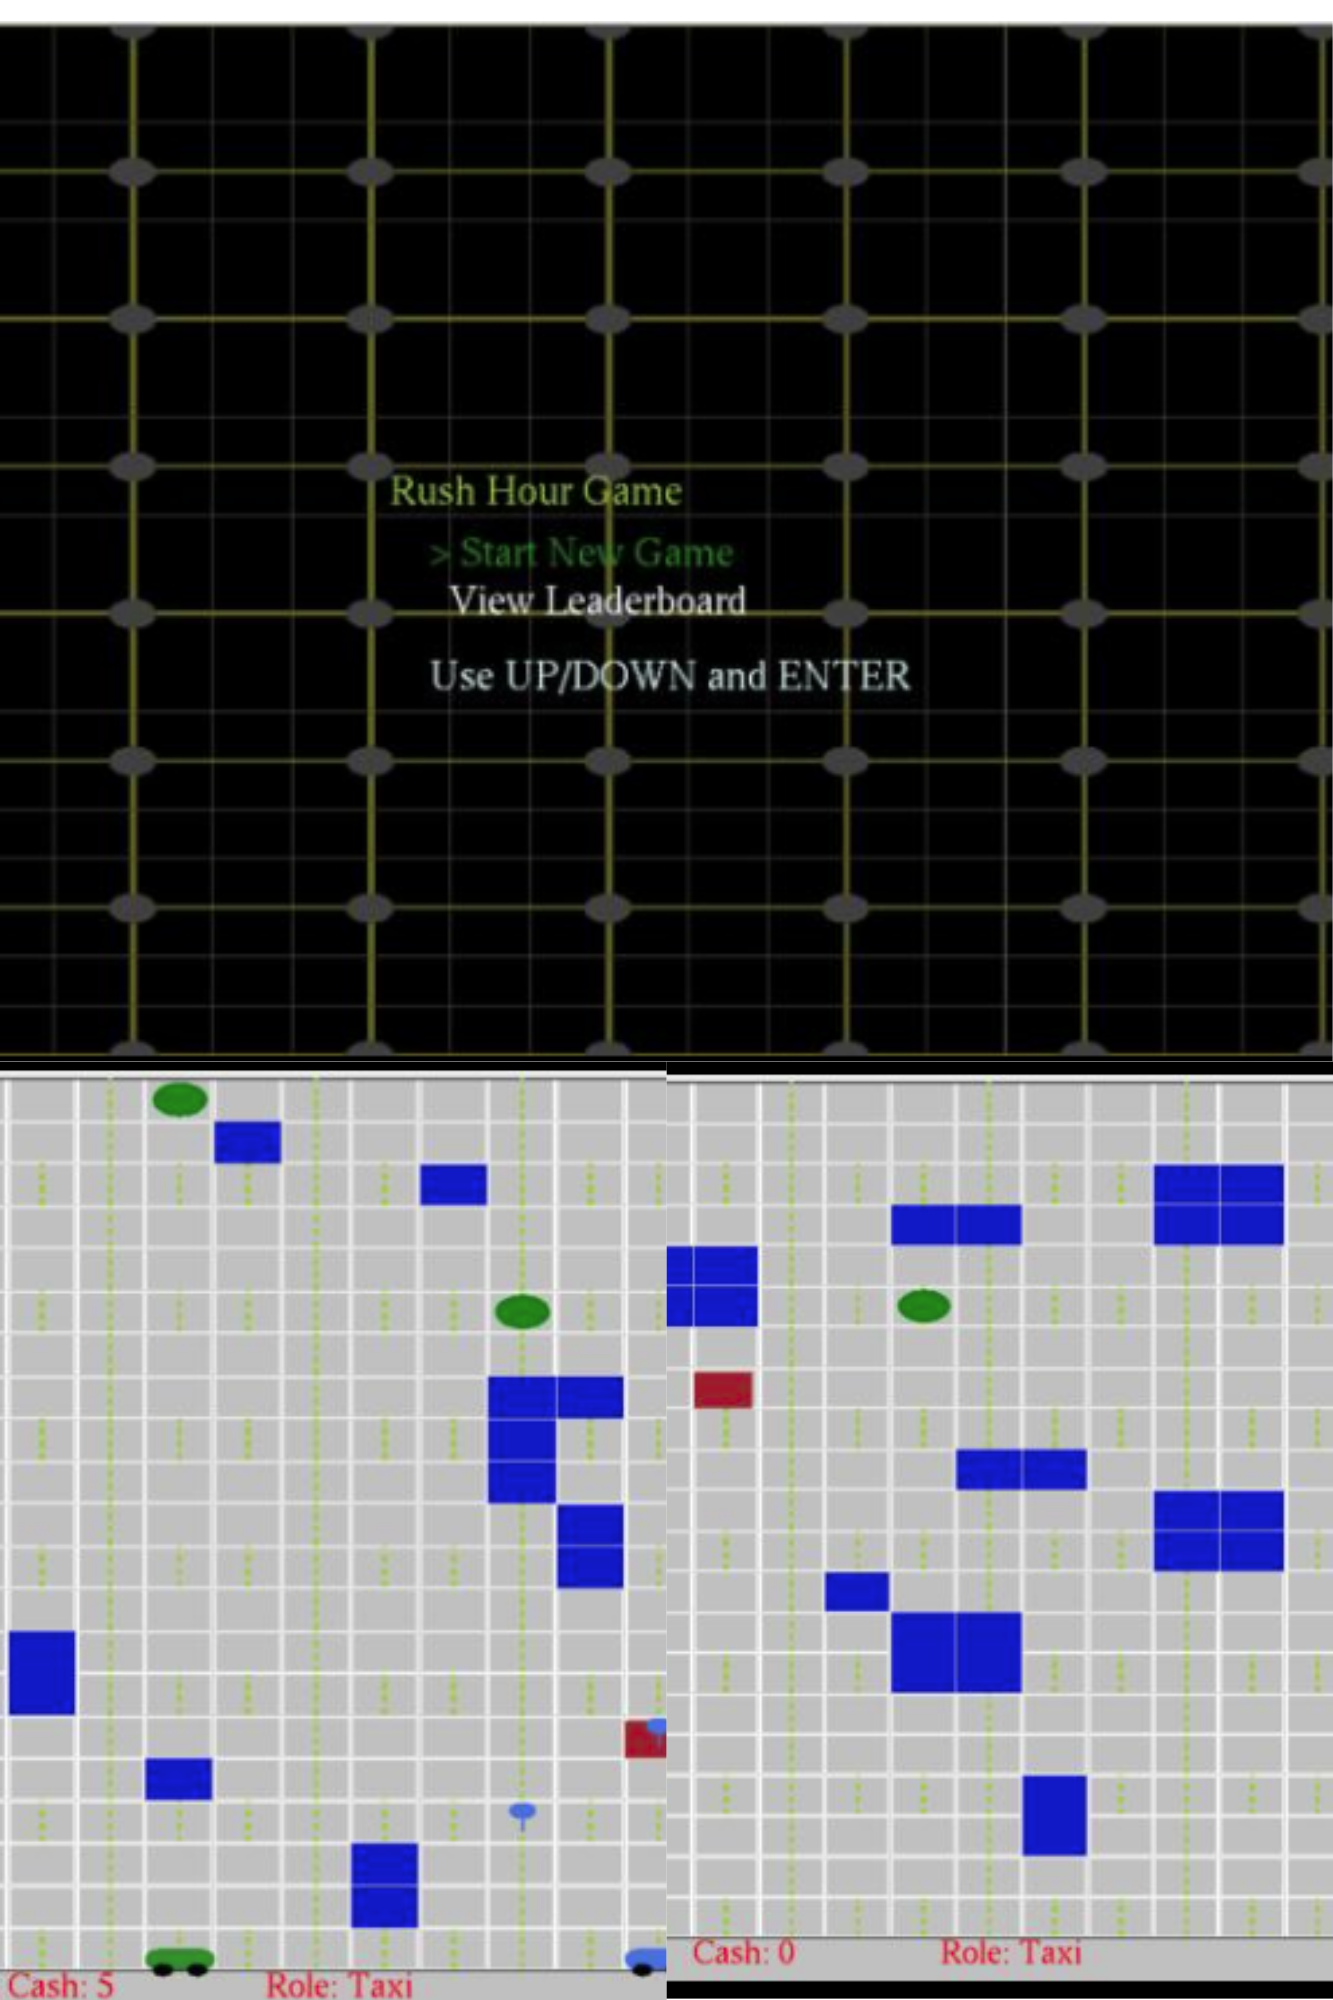 Rush Hour Game
> Start New Game
View Leaderboard
Use UP/DOWN and ENTER
Cash: 5 Role: Taxi
Cash: 0 Role: Taxi